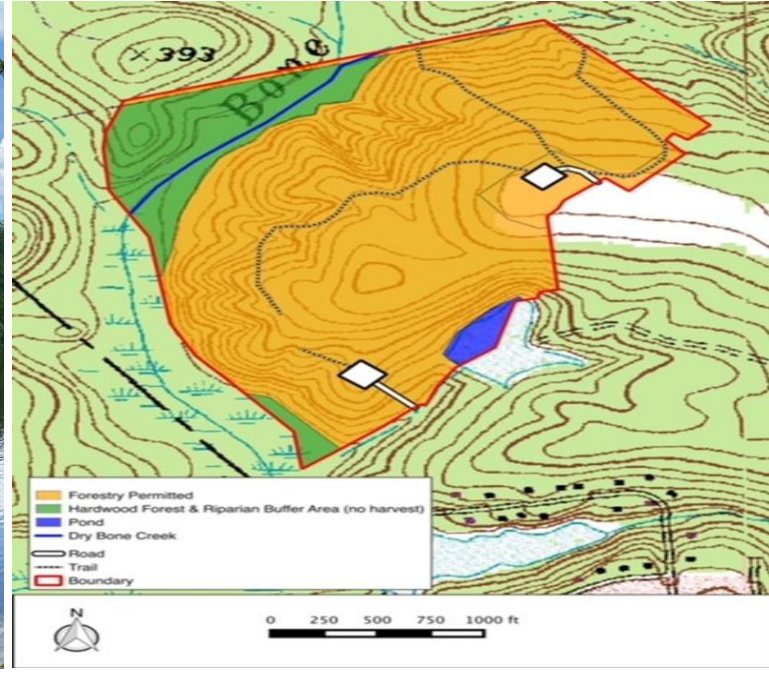 393
Bone
Forestry Permitted
Hardwood Forest & Riparian Buffer Area (no harvest)
Pond
Dry Bone Creek
Road
Trail
Boundary
N
0 250 500 750 1000 ft